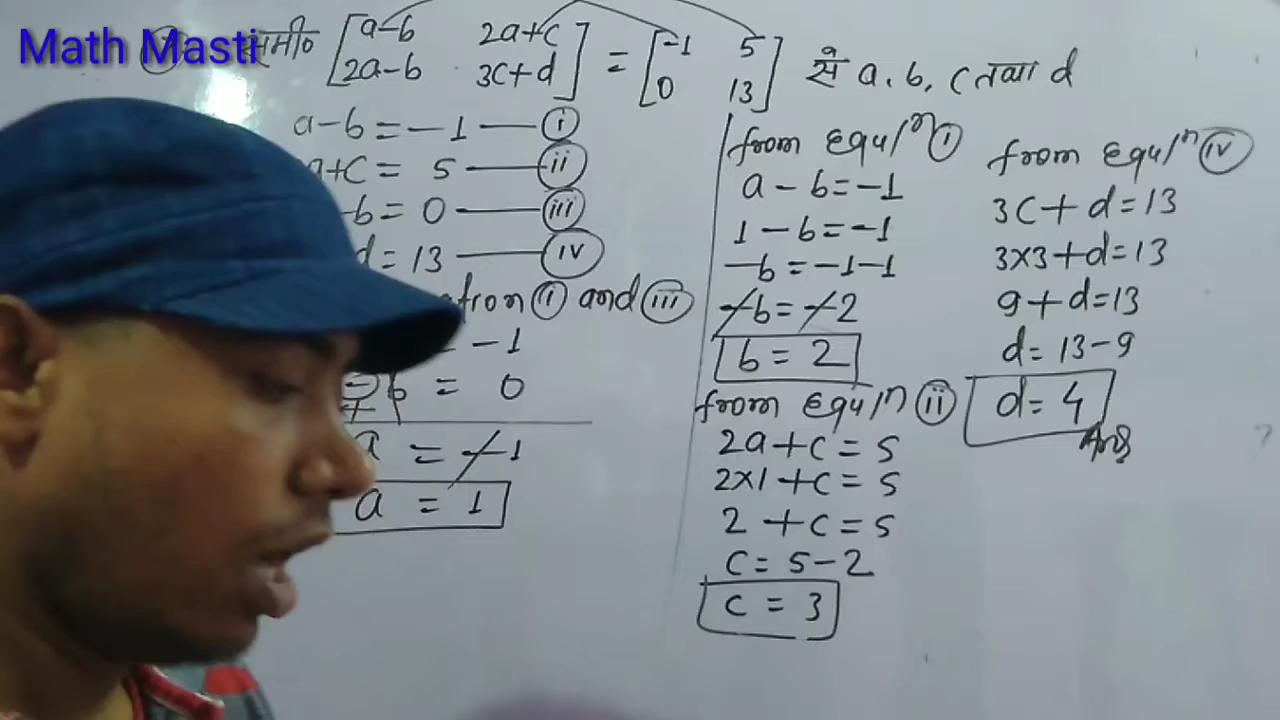 Math Masti
समी० [a-b 2a+c] = [-1 5] से a, b, c तथा d
[2a-b 3c+d] [0 13]
a-b = -1 — (i)
a+c = 5 — (ii)
-b = 0 — (iii)
d = 13 — (iv)
from (i) and (iii)
= -1
b = 0
a = -1
a = 1
from Equ/n (i)
a - b = -1
1 - b = -1
-b = -1-1
-b = -2
b = 2
from Equ/n (ii)
2a+c = 5
2×1+c = 5
2 + c = 5
c = 5-2
c = 3
from Equ/n (iv)
3c + d = 13
3×3+d = 13
9+d=13
d = 13-9
d = 4
Ans